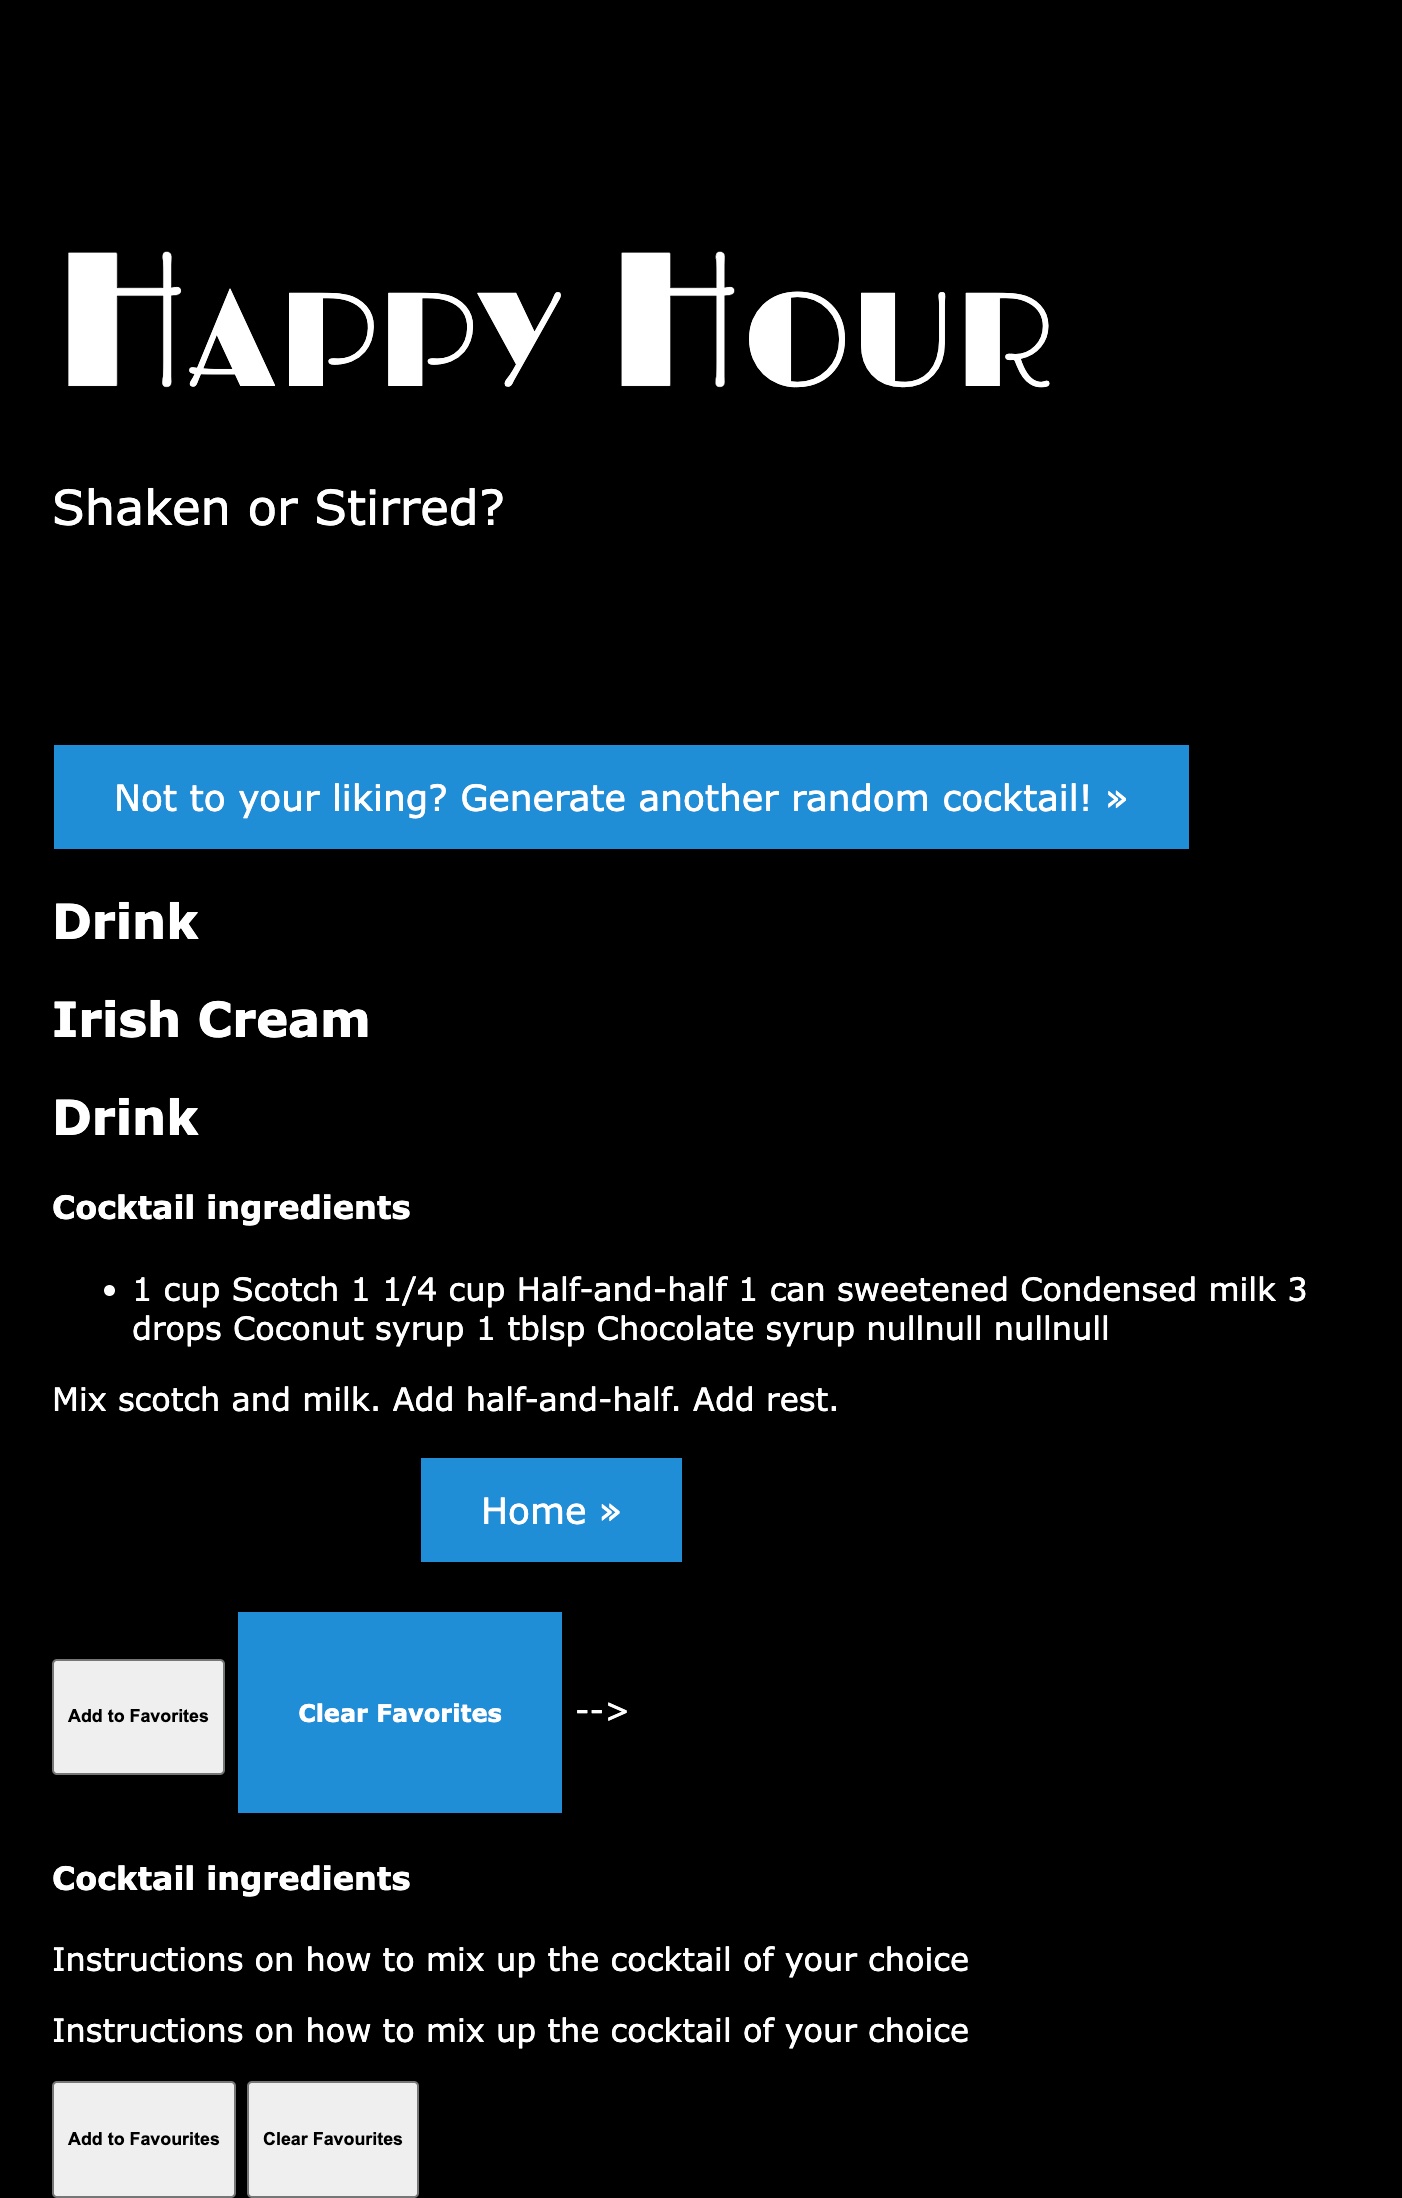 Happy Hour
Shaken or Stirred?
Not to your liking? Generate another random cocktail! »
Drink
Irish Cream
Drink
Cocktail ingredients
• 1 cup Scotch 1 1/4 cup Half-and-half 1 can sweetened Condensed milk 3
drops Coconut syrup 1 tblsp Chocolate syrup nullnull nullnull
Mix scotch and milk. Add half-and-half. Add rest.
Home »
Add to Favorites Clear Favorites -->
Cocktail ingredients
Instructions on how to mix up the cocktail of your choice
Instructions on how to mix up the cocktail of your choice
Add to Favourites Clear Favourites